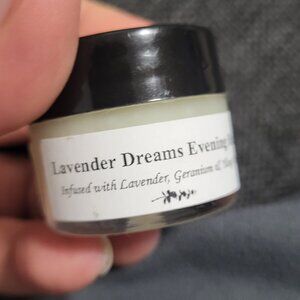 Lavender Dreams Evening
Infused with Lavender, Geranium &